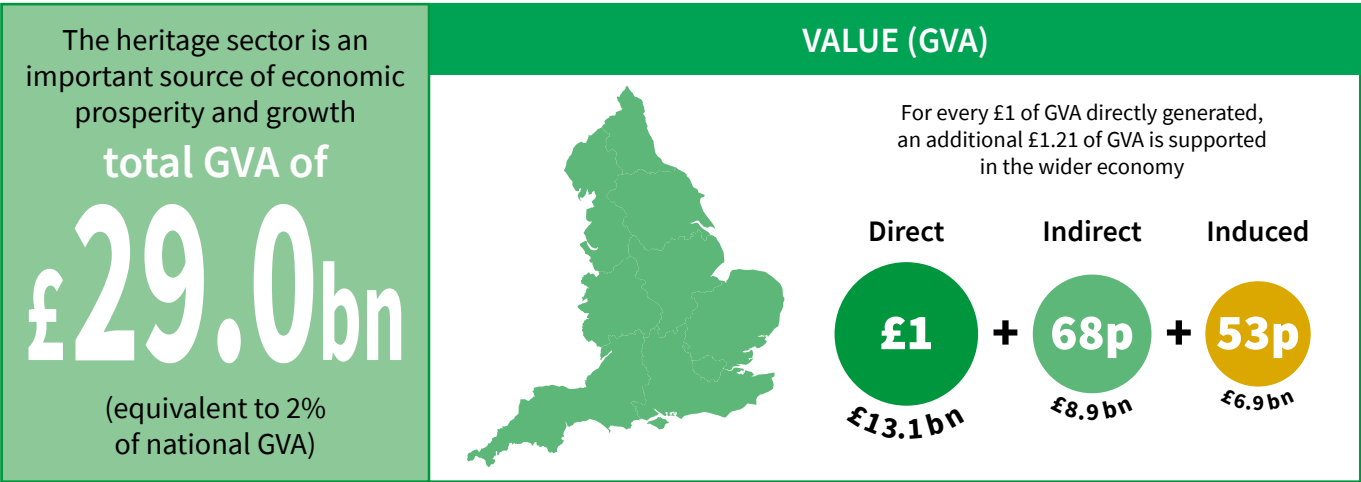 The heritage sector is an
important source of economic
prosperity and growth
total GVA of
£29.0bn
(equivalent to 2%
of national GVA)
VALUE (GVA)
For every £1 of GVA directly generated,
an additional £1.21 of GVA is supported
in the wider economy
Direct Indirect Induced
£1 + 68p + 53p
£13.1bn £8.9bn £6.9bn